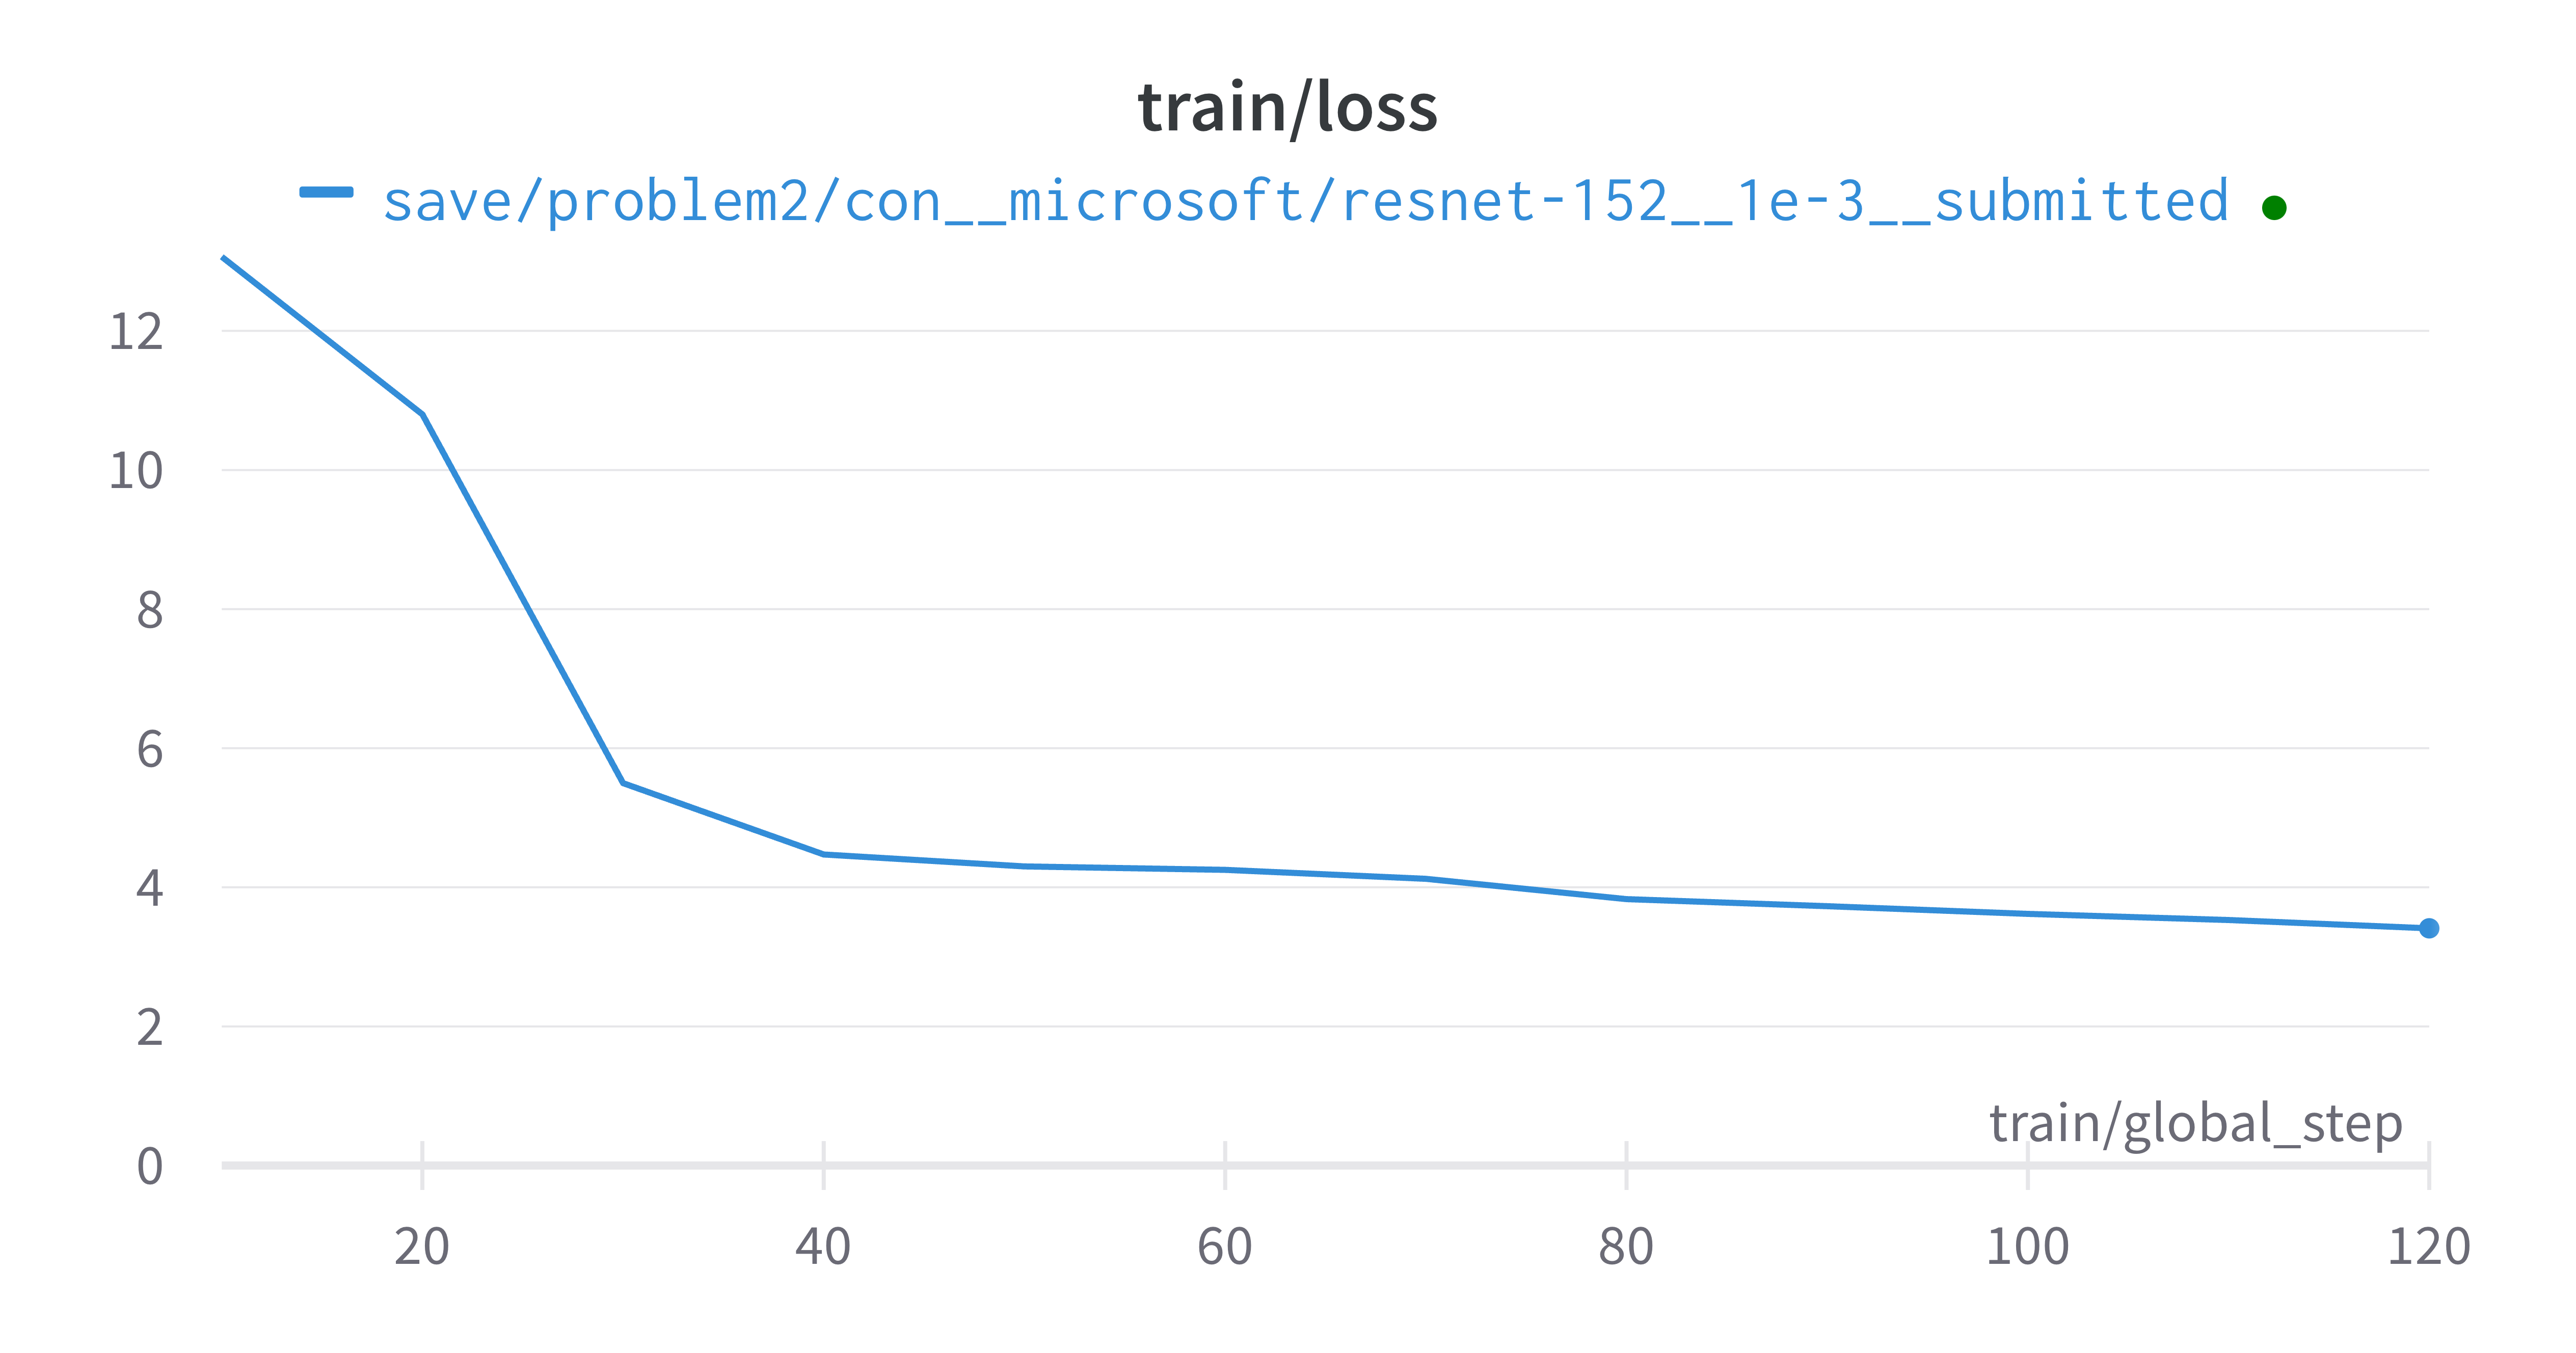 train/loss
save/problem2/con__microsoft/resnet-152__1e-3__submitted
12
10
8
6
4
2
train/global_step
0
20 40 60 80 100 120